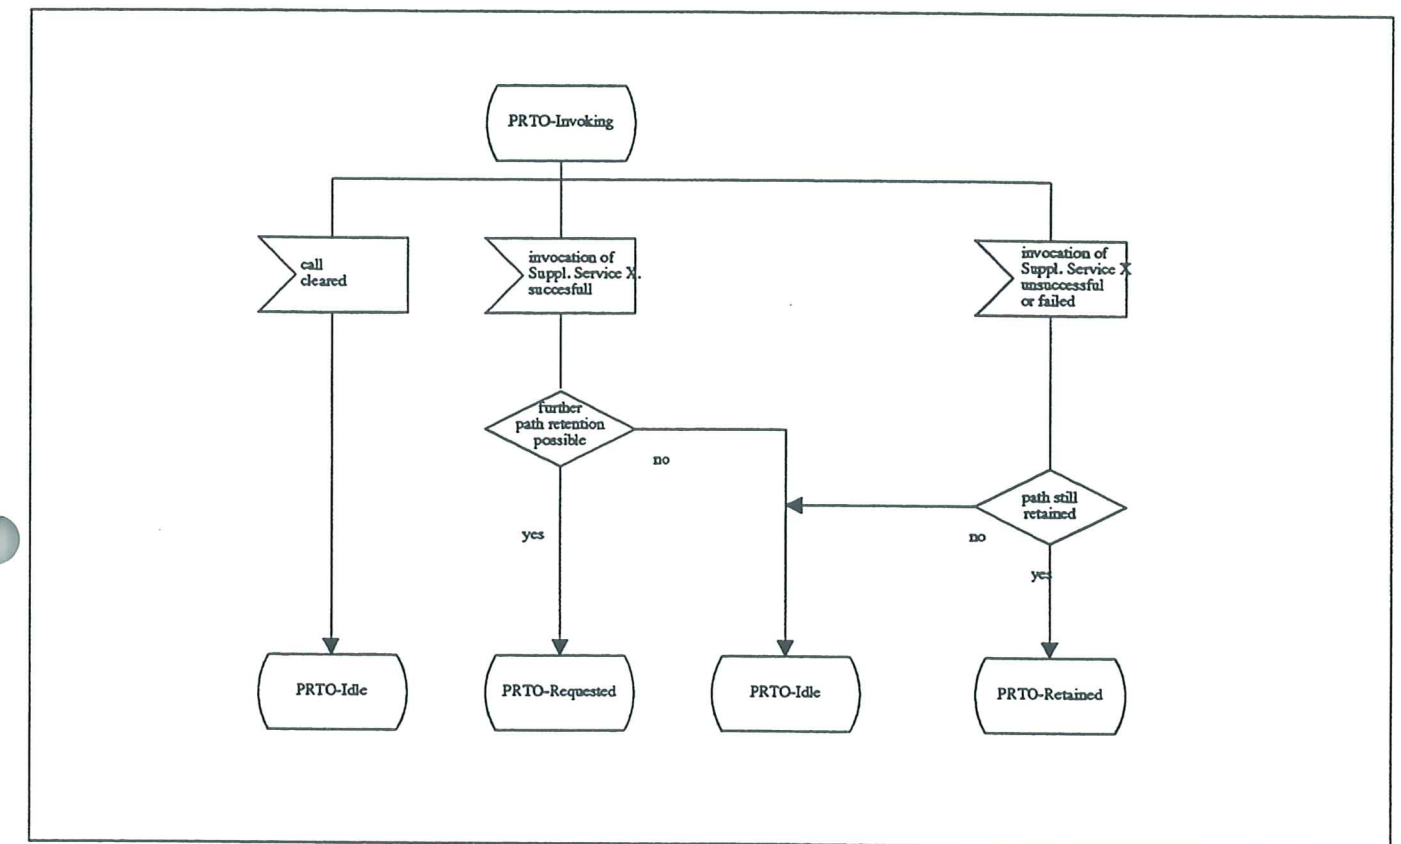 PRTO-Invoking
call
cleared
invocation of
Suppl. Service X.
succesfull
invocation of
Suppl. Service X
unsuccessful
or failed
further
path retention
possible
no
yes
path still
retained
no
yes
PRTO-Idle
PRTO-Requested
PRTO-Idle
PRTO-Retained